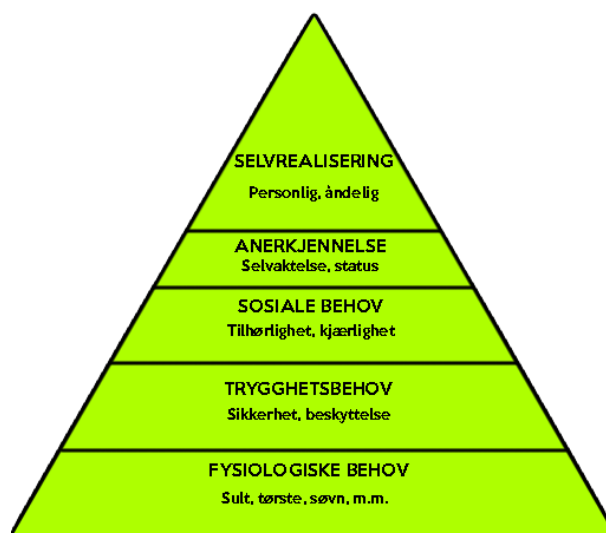 SELVREALISERING
Personlig, åndelig
ANERKJENNELSE
Selvaktelse, status
SOSIALE BEHOV
Tilhørlighet, kjærlighet
TRYGGHETSBEHOV
Sikkerhet, beskyttelse
FYSIOLOGISKE BEHOV
Sult, tørste, søvn, m.m.